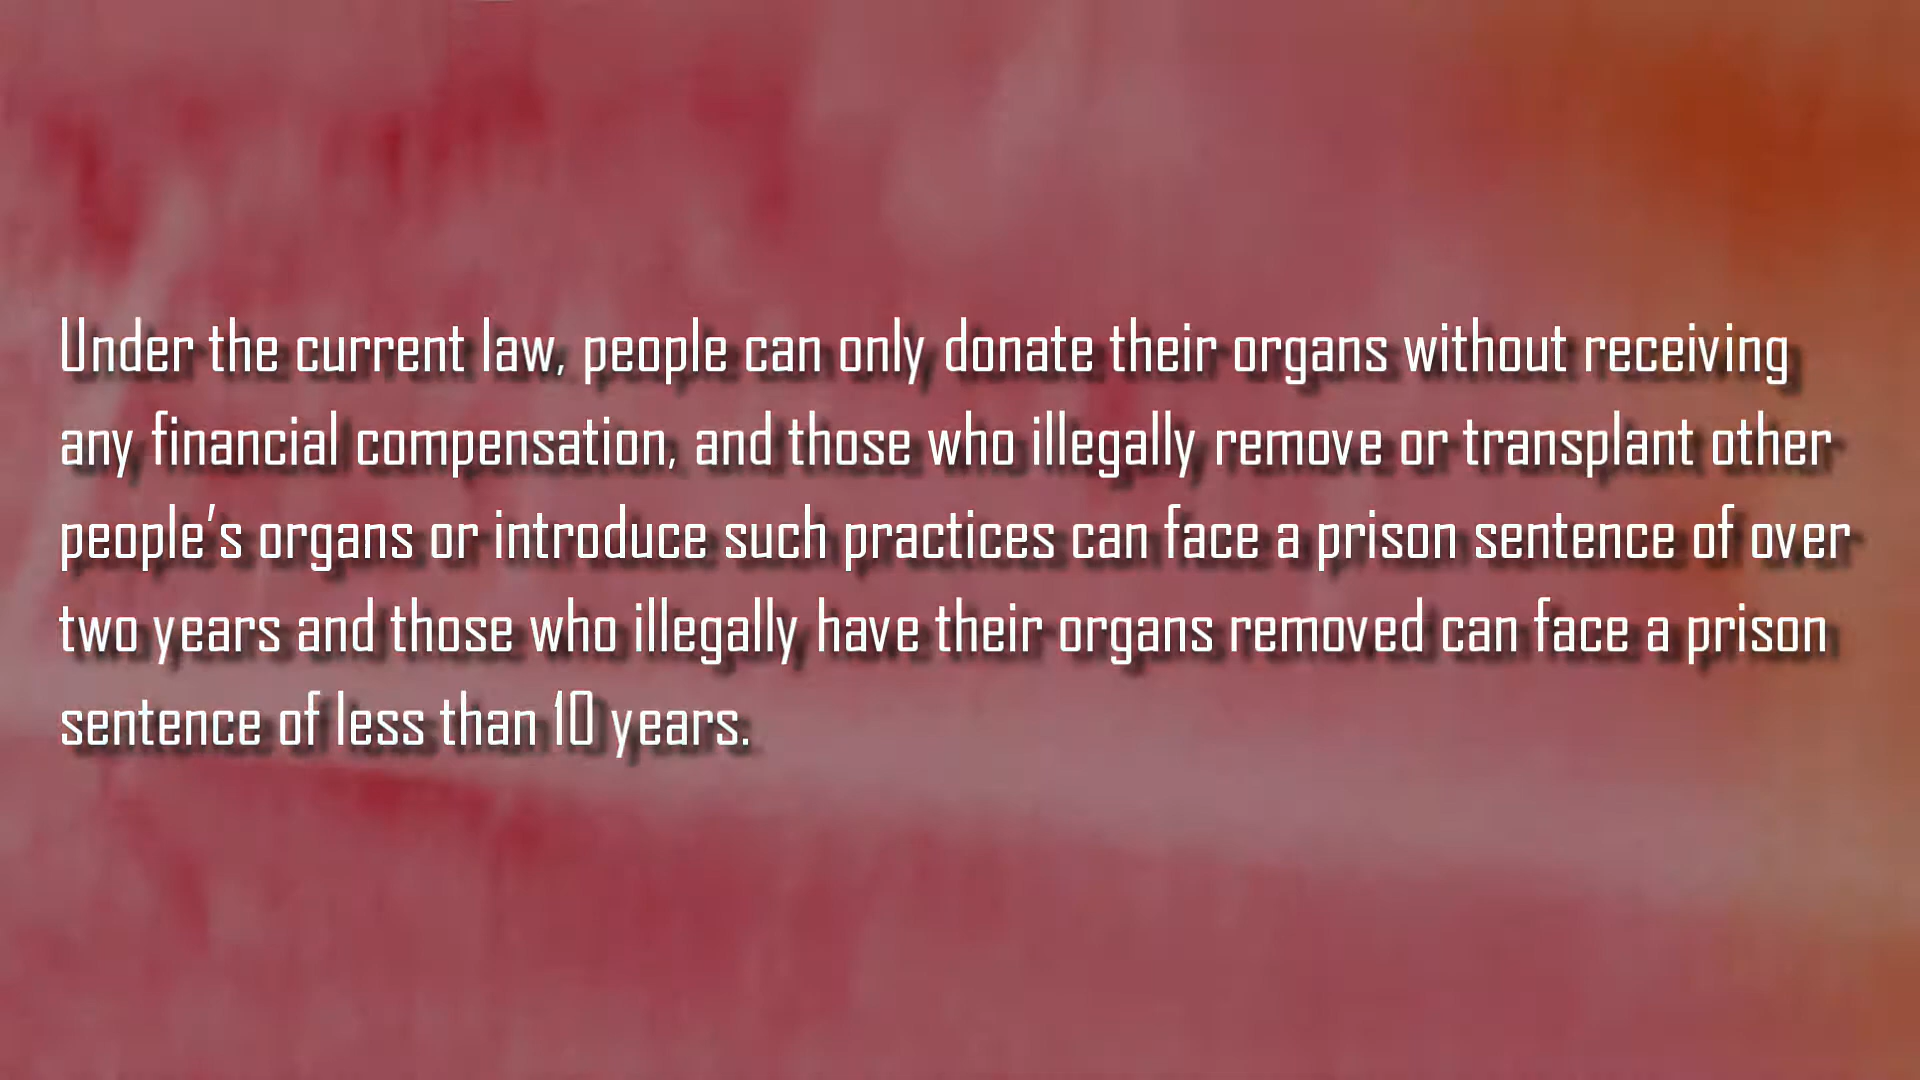 Under the current law, people can only donate their organs without receiving
any financial compensation, and those who illegally remove or transplant other
people's organs or introduce such practices can face a prison sentence of over
two years and those who illegally have their organs removed can face a prison
sentence of less than 10 years.